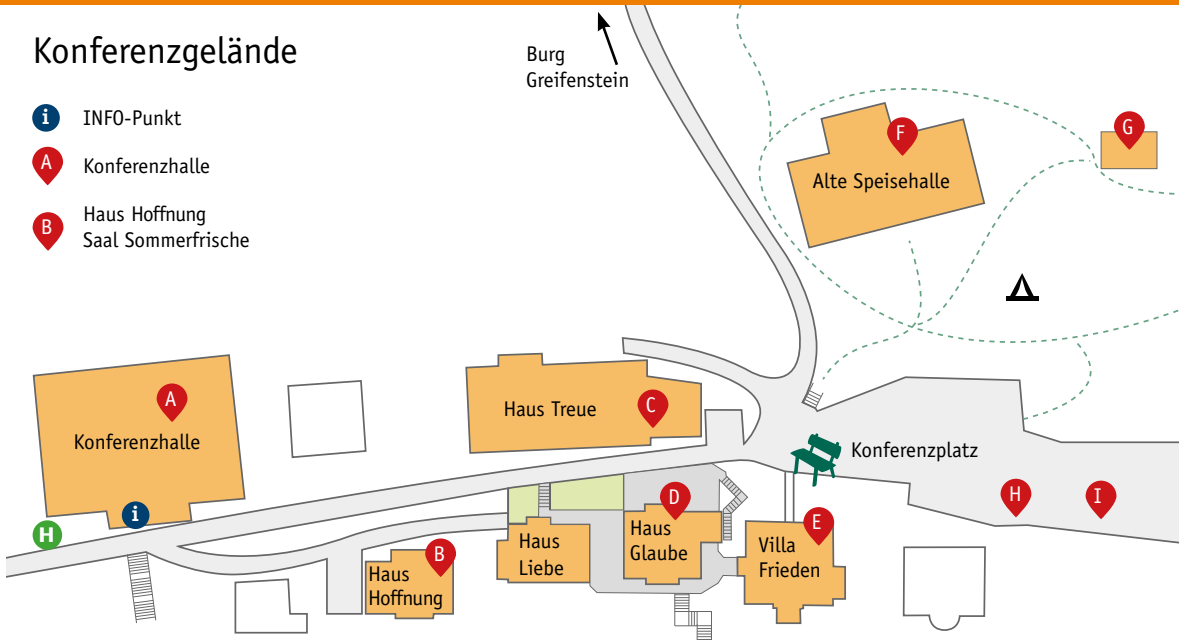 Konferenzgelände
i INFO-Punkt
A Konferenzhalle
B Haus Hoffnung
Saal Sommerfrische
Burg
Greifenstein
F
Alte Speisehalle
G
A
Konferenzhalle
i
H
Haus Treue
C
Konferenzplatz
H
I
B
Haus
Hoffnung
Haus
Liebe
D
Haus
Glaube
E
Villa
Frieden